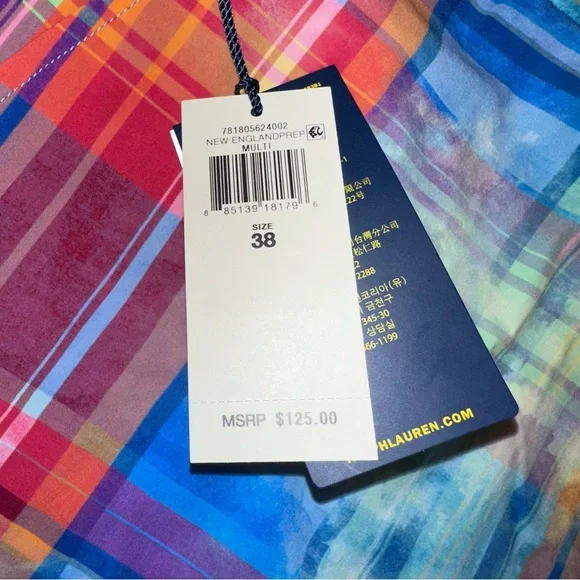 781805624002
NEW ENGLANDPREP
MULTI
8 85139 18179 6
SIZE
38
MSRP $125.00
限公司
22号
台灣分公司
松仁路
2
2288
코리아(유)
금천구
345-30
상담실
66-1199
HLAUREN.COM